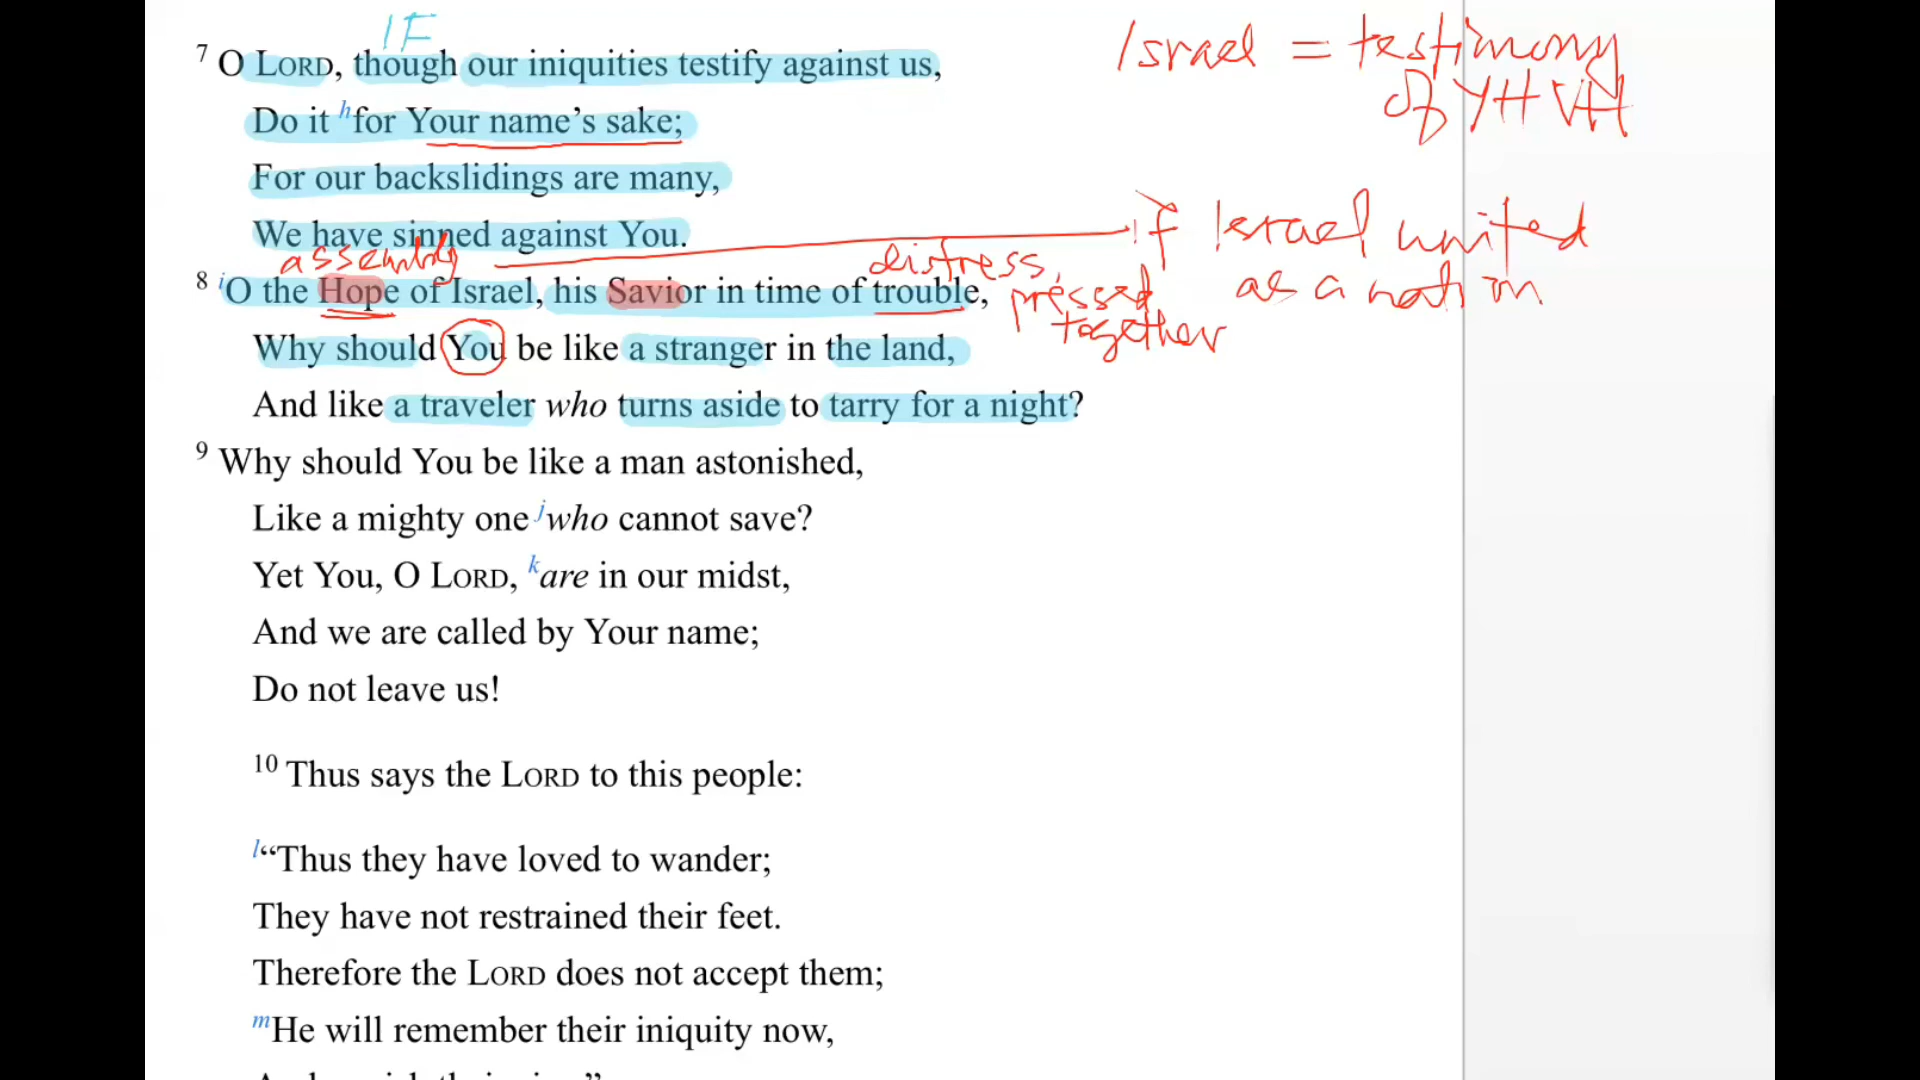 IF
Israel = testimony
of YHVH
7 O LORD, though our iniquities testify against us,
Do it h for Your name’s sake;
For our backslidings are many,
We have sinned against You.
if Israel united
as a nation
assembly
distress,
pressed
together
8 i O the Hope of Israel, his Savior in time of trouble,
Why should You be like a stranger in the land,
And like a traveler who turns aside to tarry for a night?
9 Why should You be like a man astonished,
Like a mighty one j who cannot save?
Yet You, O LORD, k are in our midst,
And we are called by Your name;
Do not leave us!
10 Thus says the LORD to this people:
l “Thus they have loved to wander;
They have not restrained their feet.
Therefore the LORD does not accept them;
m He will remember their iniquity now,